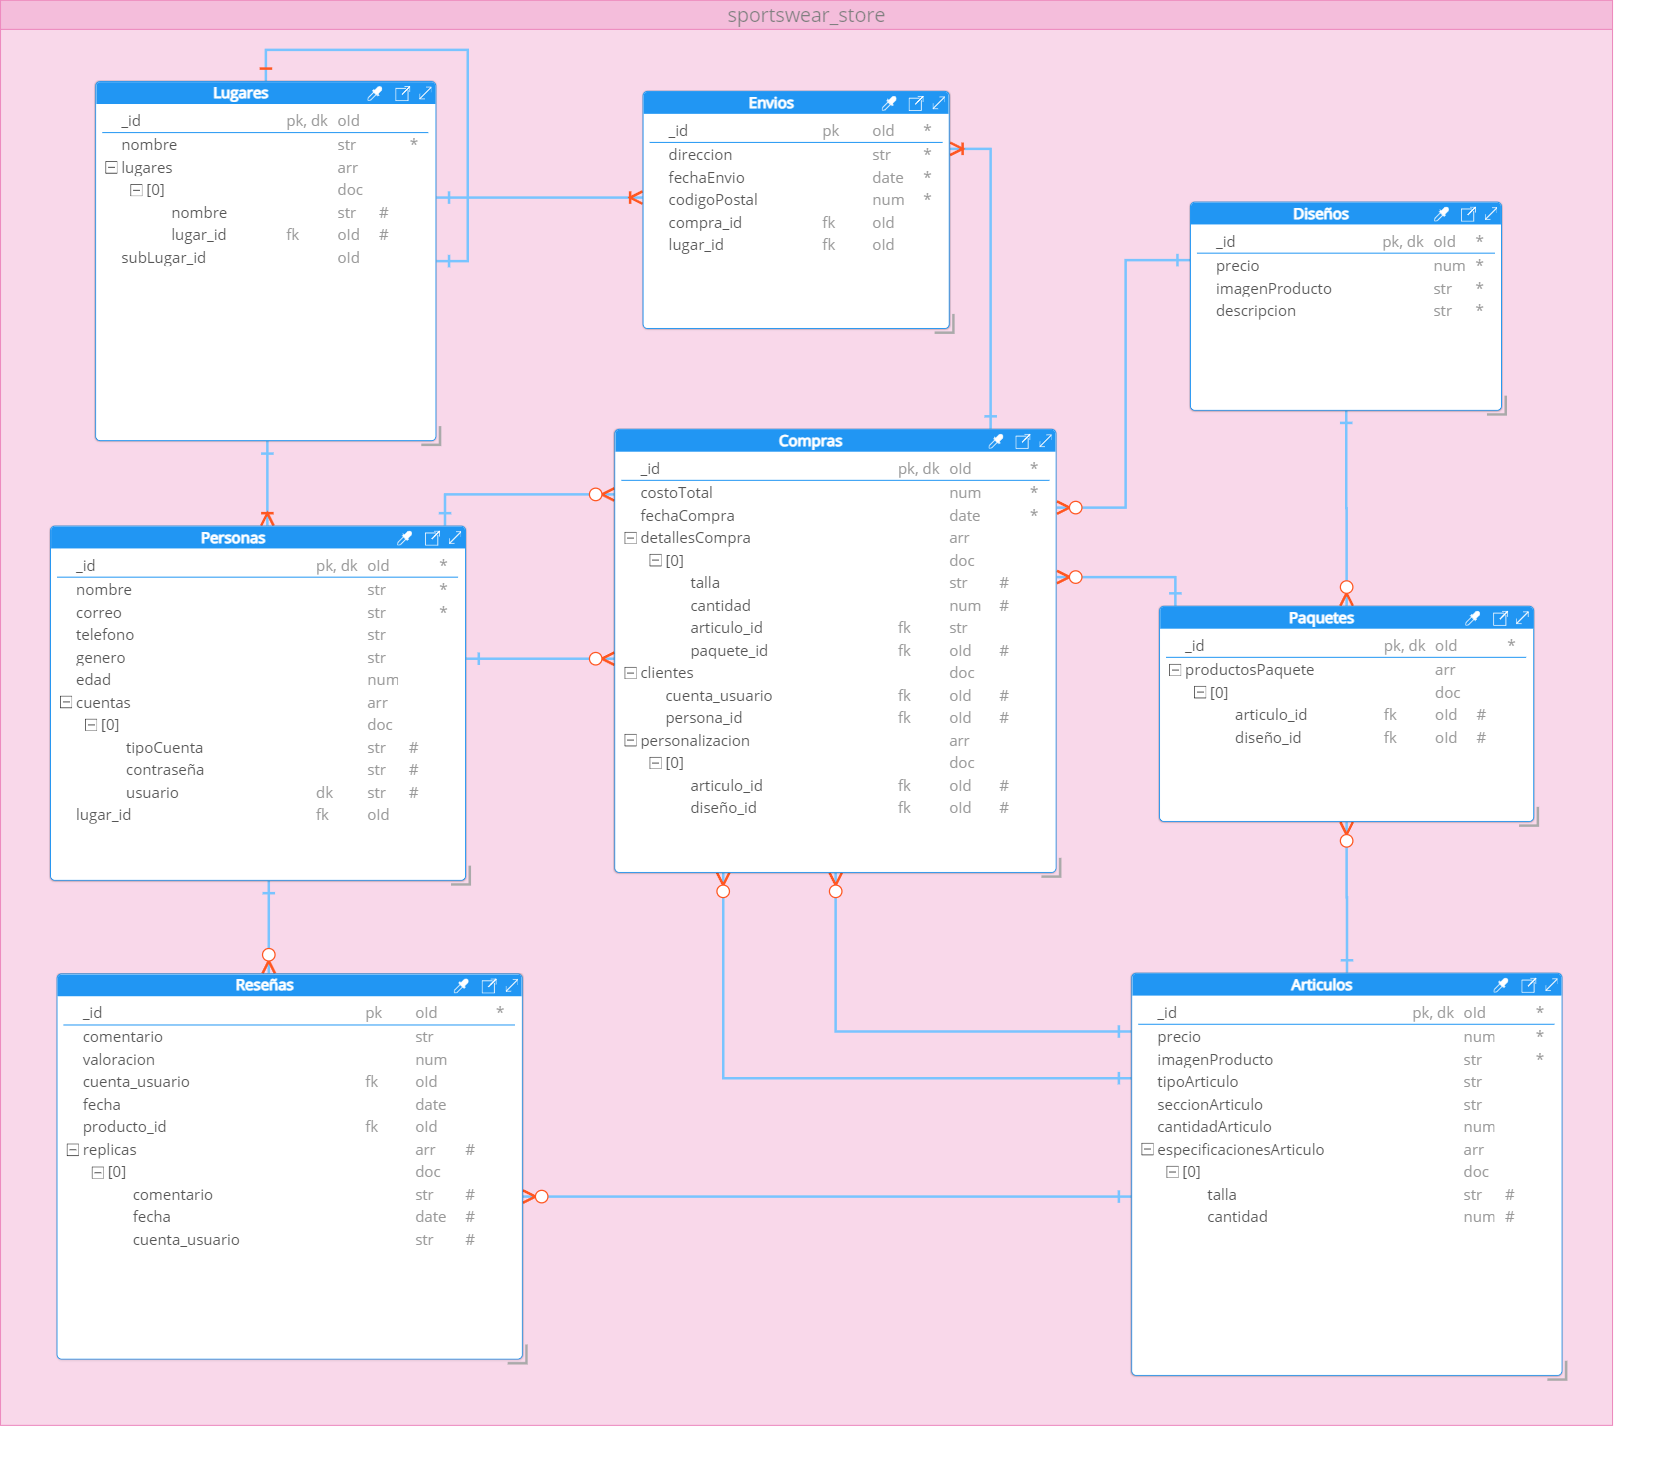 sportswear_store
Lugares
_id pk, dk oId
nombre str *
lugares arr
[0] doc
nombre str #
lugar_id fk oId #
subLugar_id oId
Envios
_id pk oId *
direccion str *
fechaEnvio date *
codigoPostal num *
compra_id fk oId
lugar_id fk oId
Diseños
_id pk, dk oId *
precio num *
imagenProducto str *
descripcion str *
Compras
_id pk, dk oId *
costoTotal num *
fechaCompra date *
detallesCompra arr
[0] doc
talla str #
cantidad num #
articulo_id fk str
paquete_id fk oId #
clientes doc
cuenta_usuario fk oId #
persona_id fk oId #
personalizacion arr
[0] doc
articulo_id fk oId #
diseño_id fk oId #
Personas
_id pk, dk oId *
nombre str *
correo str *
telefono str
genero str
edad num
cuentas arr
[0] doc
tipoCuenta str #
contraseña str #
usuario dk str #
lugar_id fk oId
Paquetes
_id pk, dk oId *
productosPaquete arr
[0] doc
articulo_id fk oId #
diseño_id fk oId #
Reseñas
_id pk oId *
comentario str
valoracion num
cuenta_usuario fk oId
fecha date
producto_id fk oId
replicas arr #
[0] doc
comentario str #
fecha date #
cuenta_usuario str #
Articulos
_id pk, dk oId *
precio num *
imagenProducto str *
tipoArticulo str
seccionArticulo str
cantidadArticulo num
especificacionesArticulo arr
[0] doc
talla str #
cantidad num #